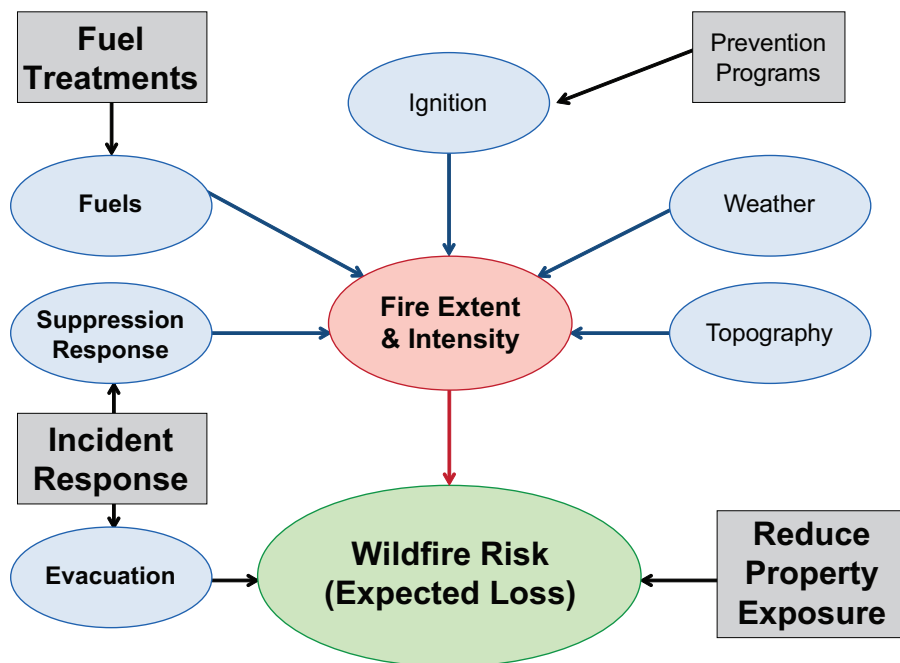 Fuel
Treatments
Ignition
Prevention
Programs
Fuels
Weather
Fire Extent
& Intensity
Suppression
Response
Topography
Incident
Response
Evacuation
Wildfire Risk
(Expected Loss)
Reduce
Property
Exposure